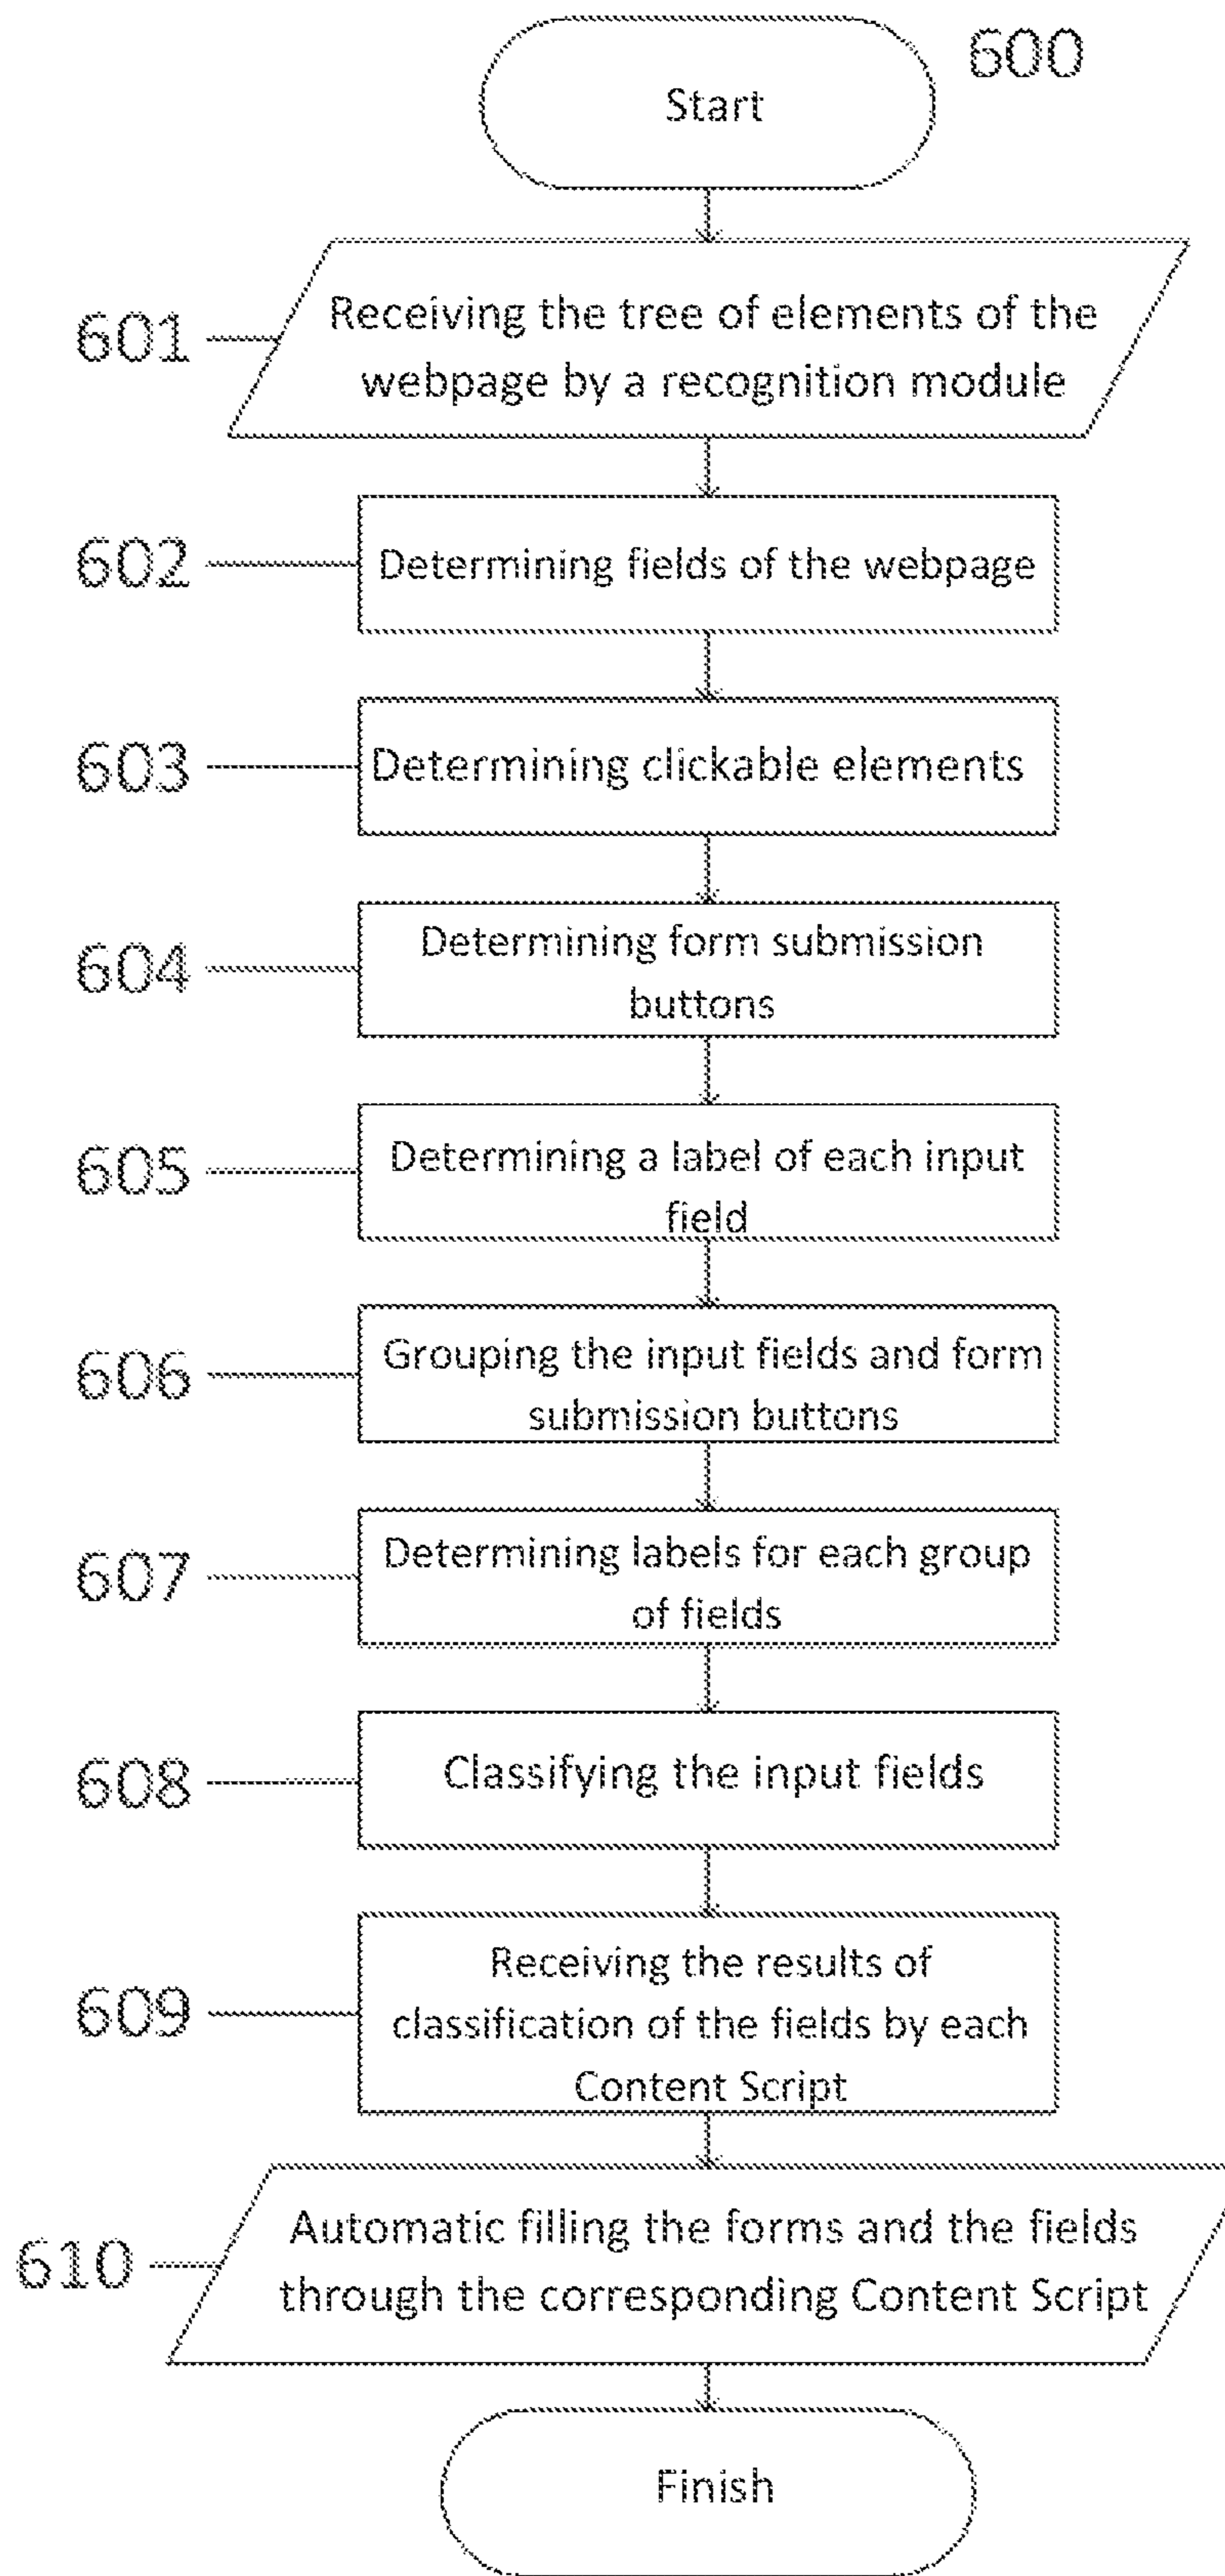 600
Start
601
Receiving the tree of elements of the
webpage by a recognition module
602
Determining fields of the webpage
603
Determining clickable elements
604
Determining form submission
buttons
605
Determining a label of each input
field
606
Grouping the input fields and form
submission buttons
607
Determining labels for each group
of fields
608
Classifying the input fields
609
Receiving the results of
classification of the fields by each
Content Script
610
Automatic filling the forms and the fields
through the corresponding Content Script
Finish